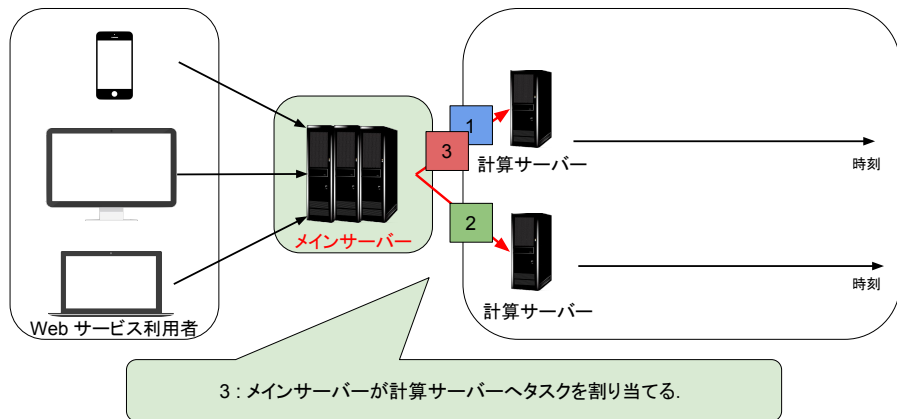 1
3
計算サーバー
時刻
メインサーバー
2
計算サーバー
時刻
Web サービス利用者
3 : メインサーバーが計算サーバーへタスクを割り当てる.